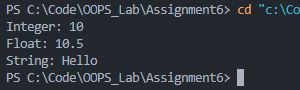 PS C:\Code\OOPS_Lab\Assignment6> cd "c:\Co
Integer: 10
Float: 10.5
String: Hello
PS C:\Code\OOPS_Lab\Assignment6>